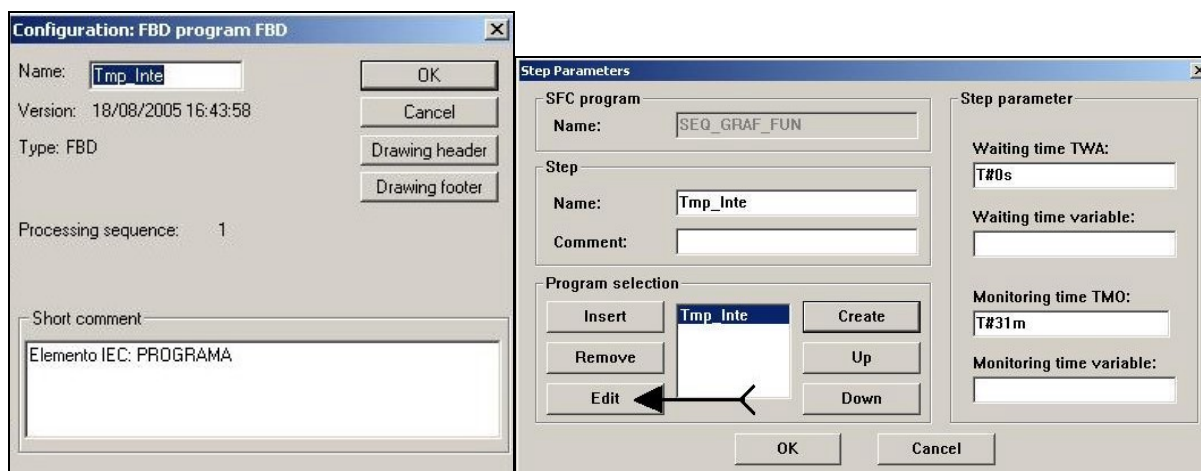 Configuration: FBD program FBD
Name: Tmp_Inte
OK
Version: 18/08/2005 16:43:58
Cancel
Type: FBD
Drawing header
Drawing footer
Processing sequence: 1
Short comment
Elemento IEC: PROGRAMA
Step Parameters
SFC program
Name: SEQ_GRAF_FUN
Step
Name: Tmp_Inte
Comment:
Program selection
Insert
Tmp_Inte
Create
Remove
Up
Edit
Down
Step parameter
Waiting time TWA:
T#0s
Waiting time variable:
Monitoring time TMO:
T#31m
Monitoring time variable:
OK
Cancel